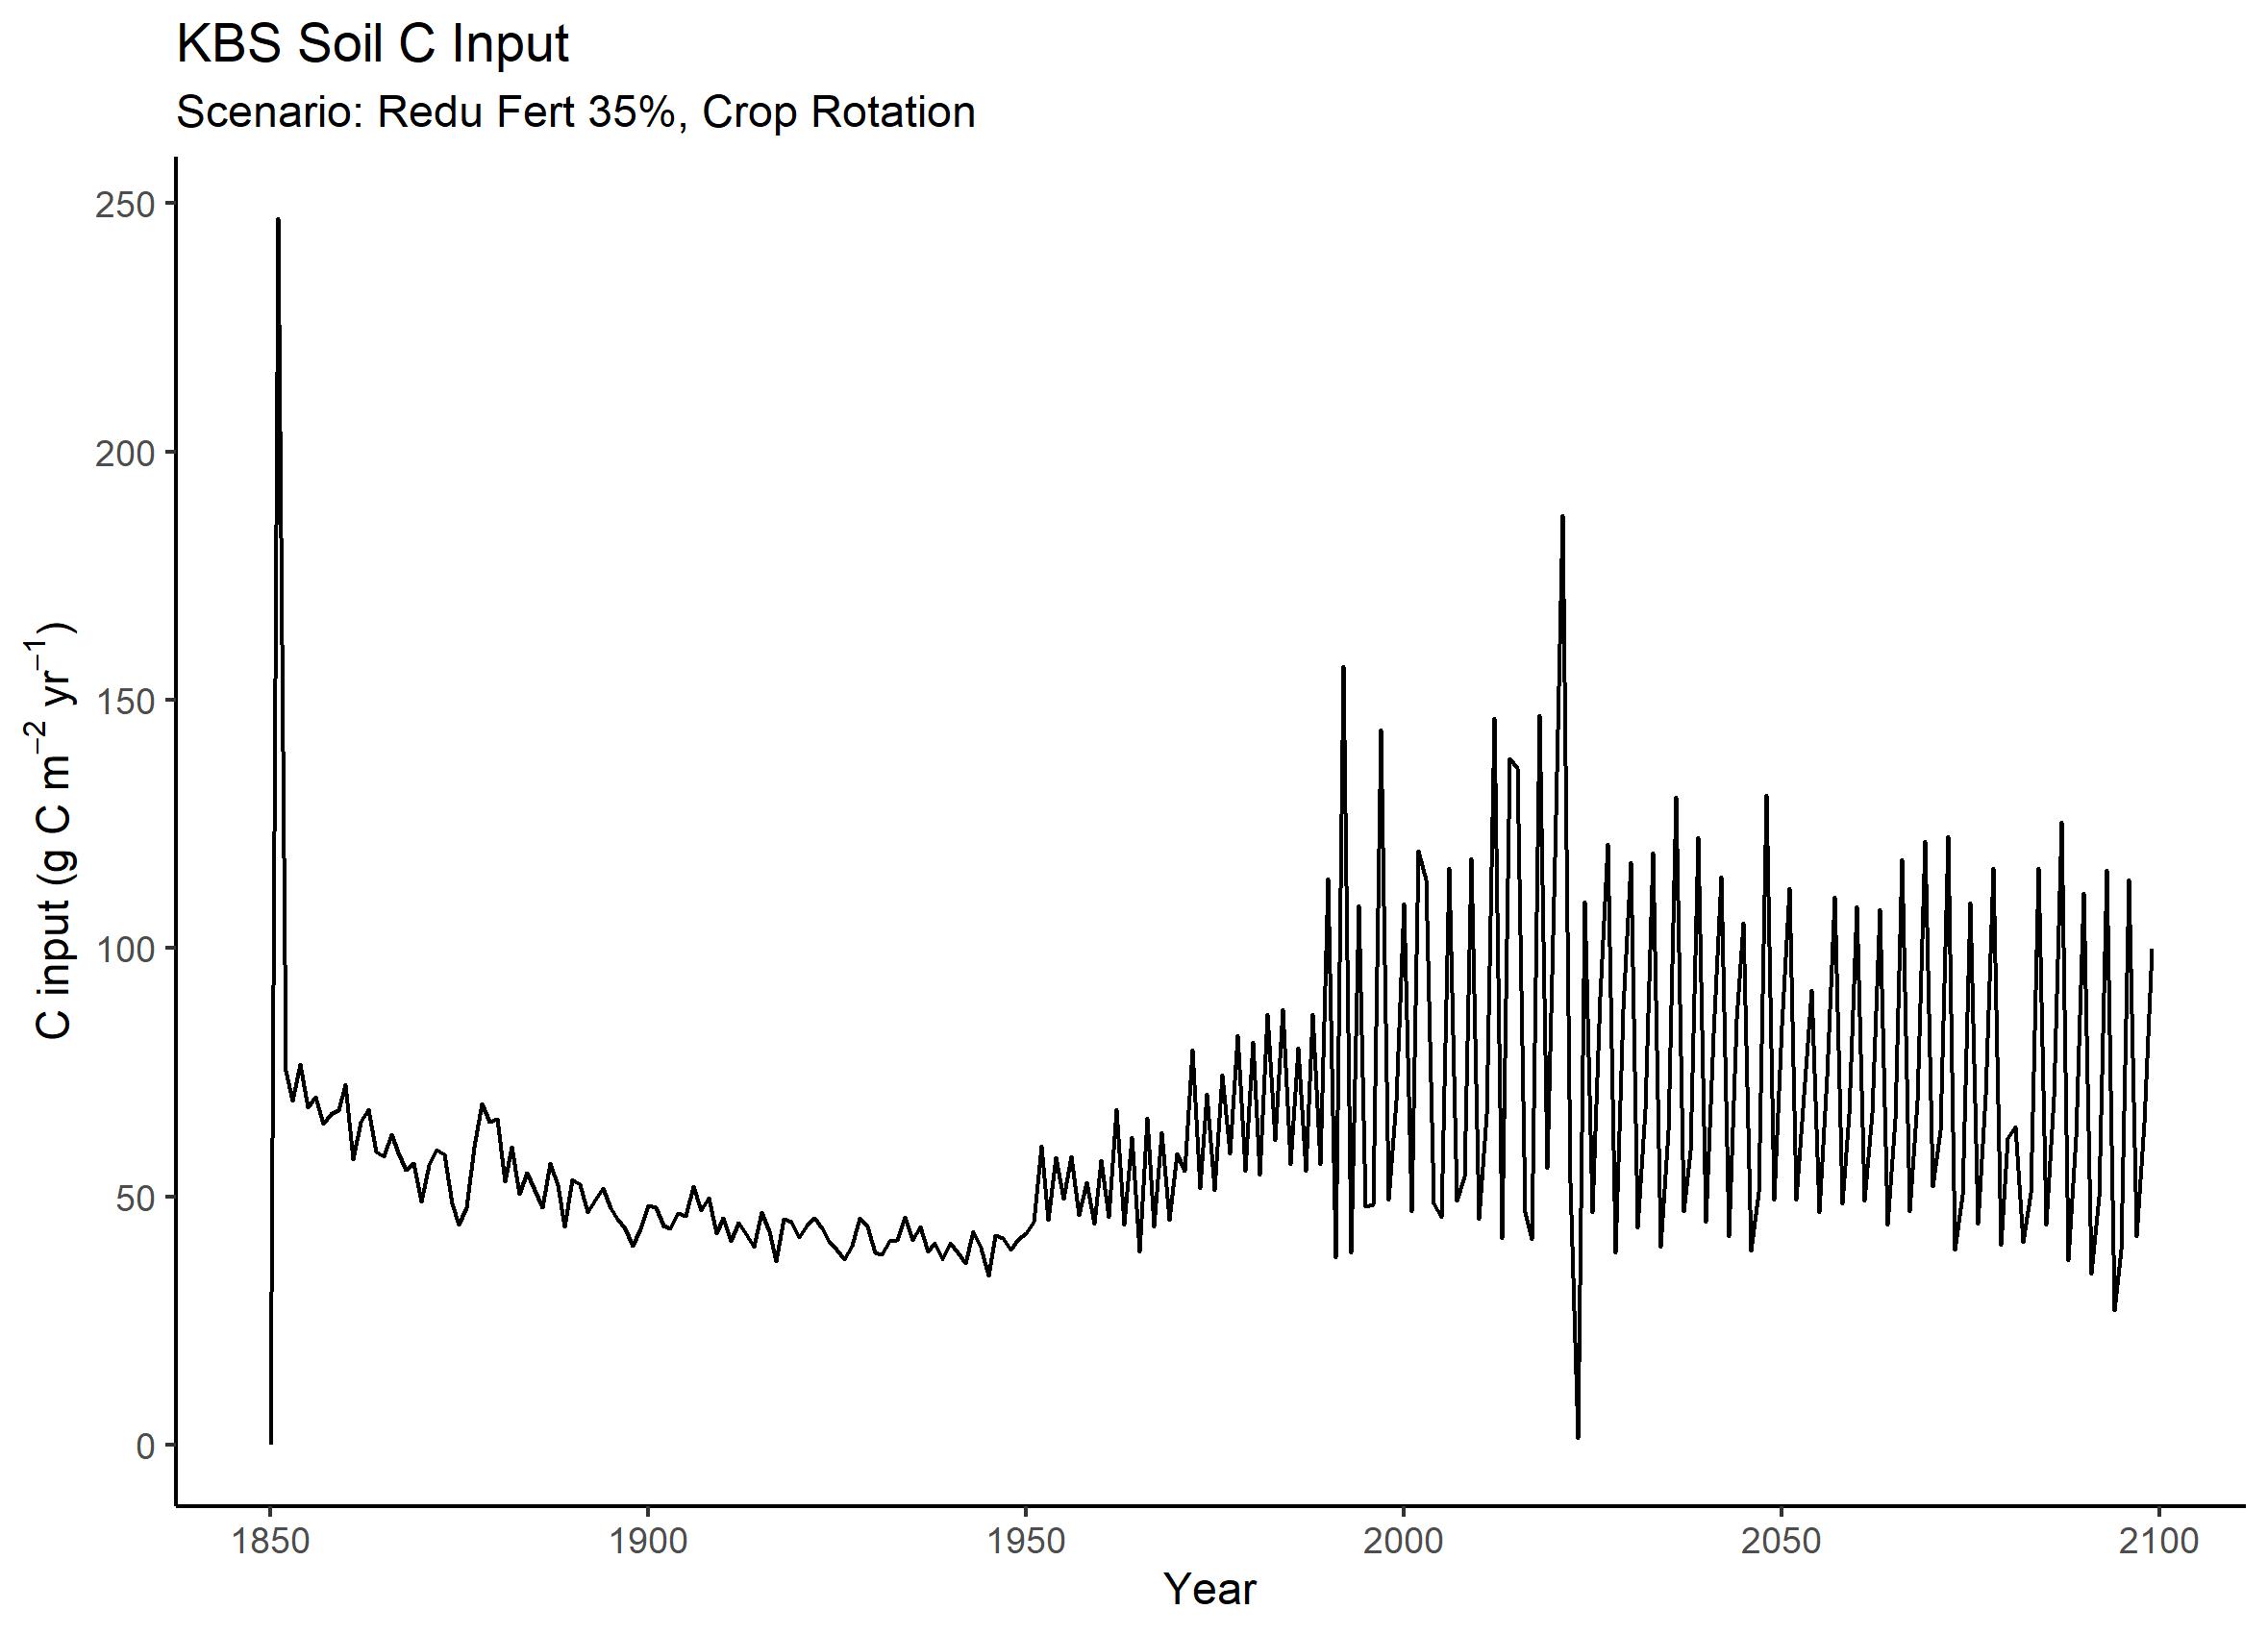 KBS Soil C Input
Scenario: Redu Fert 35%, Crop Rotation
250
200
150
100
50
0
C input (g C m⁻² yr⁻¹)
1850 1900 1950 2000 2050 2100
Year